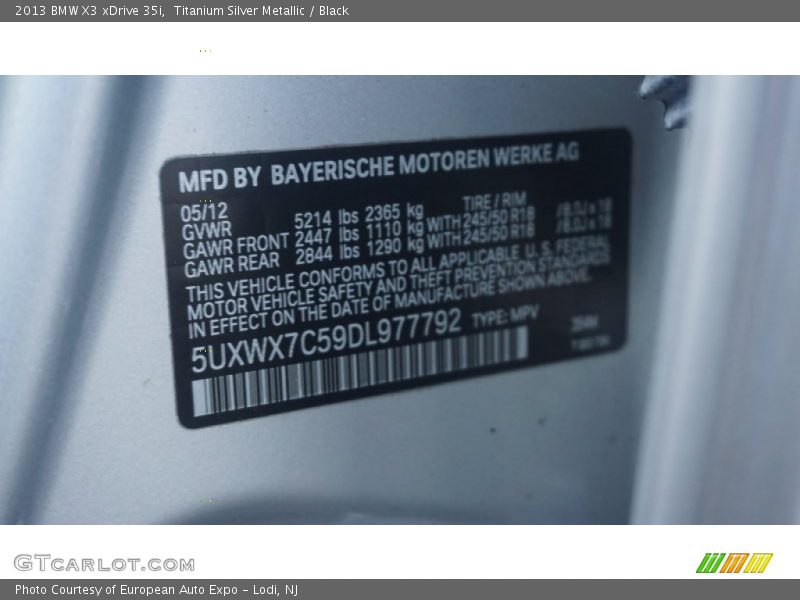 2013 BMW X3 xDrive 35i, Titanium Silver Metallic / Black
MFD BY BAYERISCHE MOTOREN WERKE AG
05/12 TIRE / RIM
GVWR 5214 lbs 2365 kg
GAWR FRONT 2447 lbs 1110 kg WITH 245/50 R18
GAWR REAR 2844 lbs 1290 kg WITH 245/50 R18
THIS VEHICLE CONFORMS TO ALL APPLICABLE U.S. FEDERAL
MOTOR VEHICLE SAFETY AND THEFT PREVENTION STANDARDS
IN EFFECT ON THE DATE OF MANUFACTURE SHOWN ABOVE.
5UXWX7C59DL977792 TYPE: MPV
GTCARLOT.COM
Photo Courtesy of European Auto Expo - Lodi, NJ